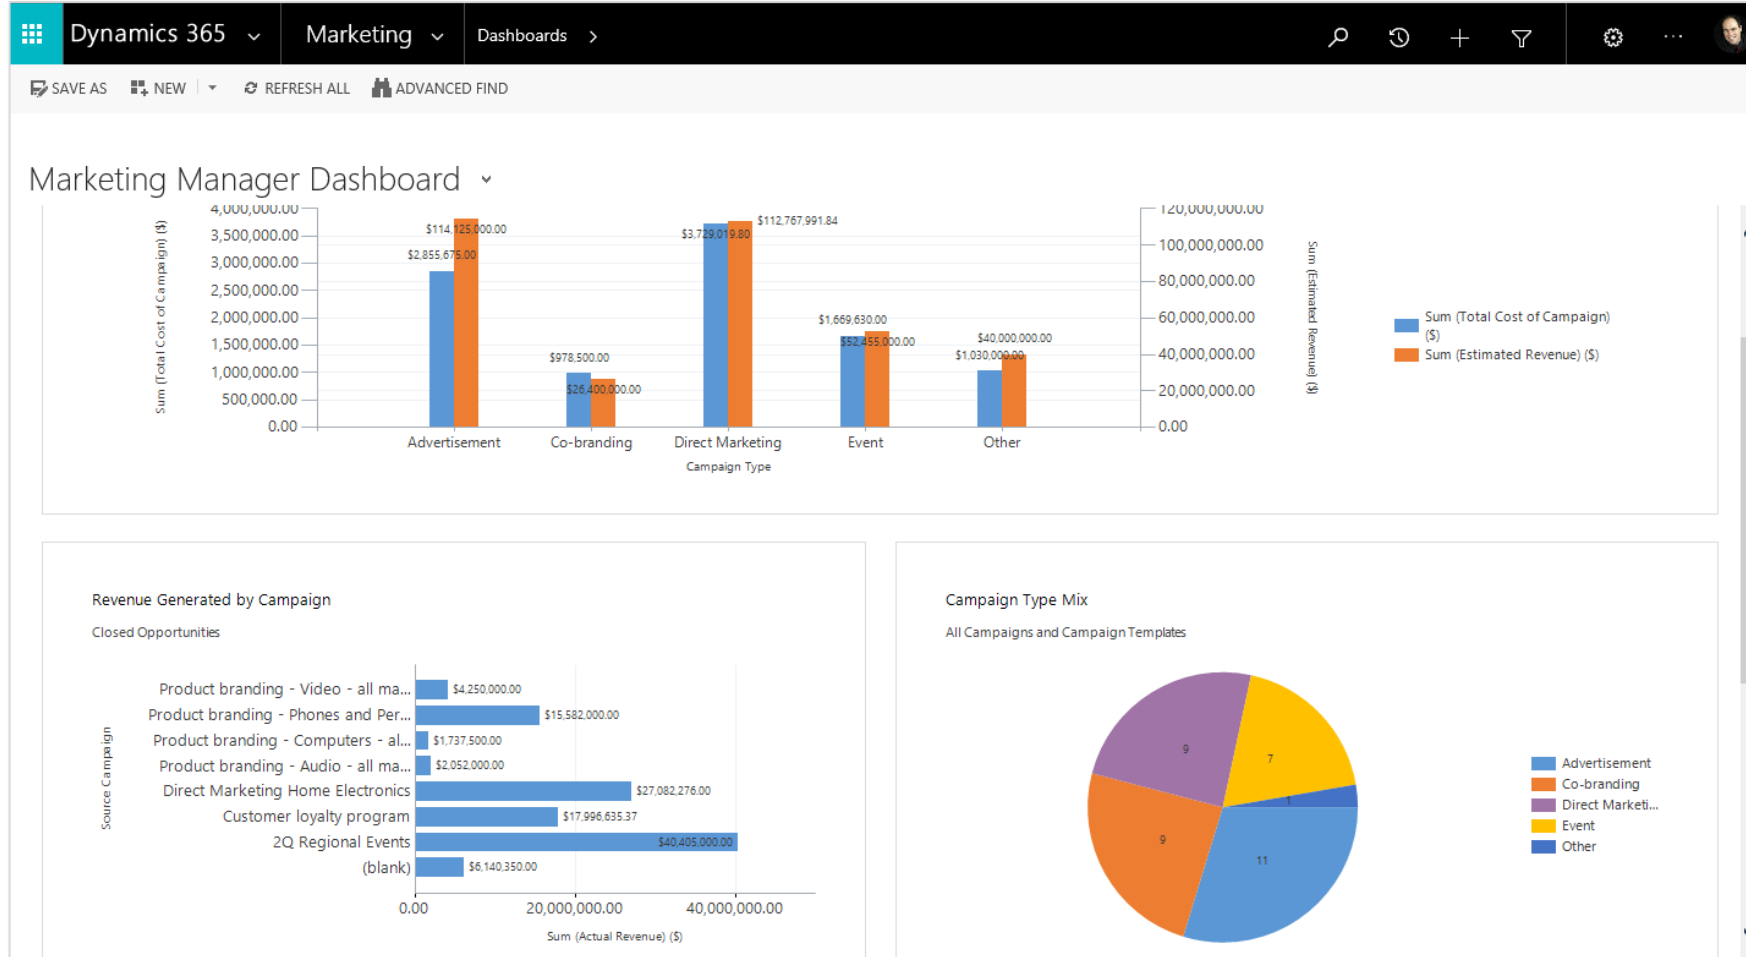 Dynamics 365 Marketing Dashboards
SAVE AS NEW REFRESH ALL ADVANCED FIND
Marketing Manager Dashboard
Sum (Total Cost of Campaign) ($)
4,000,000.00
3,500,000.00
3,000,000.00
2,500,000.00
2,000,000.00
1,500,000.00
1,000,000.00
500,000.00
0.00
$114,125,000.00
$2,855,675.00
$978,500.00
$26,400,000.00
$3,729,019.80
$112,767,991.84
$1,669,630.00
$52,455,000.00
$40,000,000.00
$1,030,000.00
Advertisement Co-branding Direct Marketing Event Other
Campaign Type
120,000,000.00
100,000,000.00
80,000,000.00
60,000,000.00
40,000,000.00
20,000,000.00
0.00
Sum (Estimated Revenue) ($)
Sum (Total Cost of Campaign)
($)
Sum (Estimated Revenue) ($)
Revenue Generated by Campaign
Closed Opportunities
Source Campaign
Product branding - Video - all ma... $4,250,000.00
Product branding - Phones and Per... $15,582,000.00
Product branding - Computers - al... $1,737,500.00
Product branding - Audio - all ma... $2,052,000.00
Direct Marketing Home Electronics $27,082,276.00
Customer loyalty program $17,996,635.37
2Q Regional Events $40,405,000.00
(blank) $6,140,350.00
0.00 20,000,000.00 40,000,000.00
Sum (Actual Revenue) ($)
Campaign Type Mix
All Campaigns and Campaign Templates
9
7
1
9
11
Advertisement
Co-branding
Direct Marketi...
Event
Other